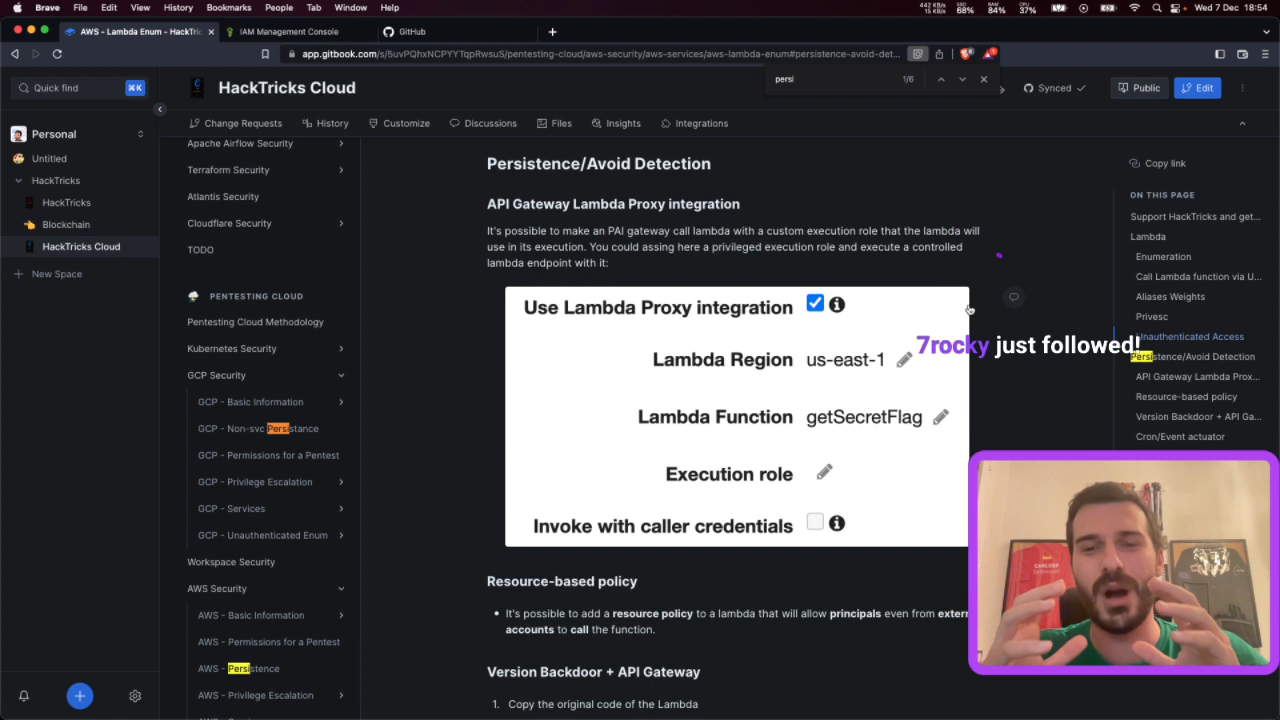 Brave File Edit View History Bookmarks People Tab Window Help
442 KB/s
15 KB/s
SSD
68%
RAM
84%
CPU
37%
Wed 7 Dec 18:54
AWS - Lambda Enum - HackTric
IAM Management Console
GitHub
app.gitbook.com/s/5uvPQhxNCPYYTqpRwsuS/pentesting-cloud/aws-security/aws-services/aws-lambda-enum#persistence-avoid-det...
persi 1/6
Quick find ⌘K
HackTricks Cloud
Synced
Public
Edit
Change Requests History Customize Discussions Files Insights Integrations
Personal
Untitled
HackTricks
HackTricks
Blockchain
HackTricks Cloud
New Space
Apache Airflow Security
Terraform Security
Atlantis Security
Cloudflare Security
TODO
PENTESTING CLOUD
Pentesting Cloud Methodology
Kubernetes Security
GCP Security
GCP - Basic Information
GCP - Non-svc Persistance
GCP - Permissions for a Pentest
GCP - Privilege Escalation
GCP - Services
GCP - Unauthenticated Enum
Workspace Security
AWS Security
AWS - Basic Information
AWS - Permissions for a Pentest
AWS - Persistence
AWS - Privilege Escalation
Persistence/Avoid Detection
API Gateway Lambda Proxy integration
It's possible to make an PAI gateway call lambda with a custom execution role that the lambda will
use in its execution. You could assing here a privileged execution role and execute a controlled
lambda endpoint with it:
Use Lambda Proxy integration
Lambda Region us-east-1
Lambda Function getSecretFlag
Execution role
Invoke with caller credentials
Resource-based policy
It's possible to add a resource policy to a lambda that will allow principals even from extern
accounts to call the function.
Version Backdoor + API Gateway
1. Copy the original code of the Lambda
Copy link
ON THIS PAGE
Support HackTricks and get...
Lambda
Enumeration
Call Lambda function via U...
Aliases Weights
Privesc
Unauthenticated Access
7rocky just followed!
Persistence/Avoid Detection
API Gateway Lambda Prox...
Resource-based policy
Version Backdoor + API Ga...
Cron/Event actuator